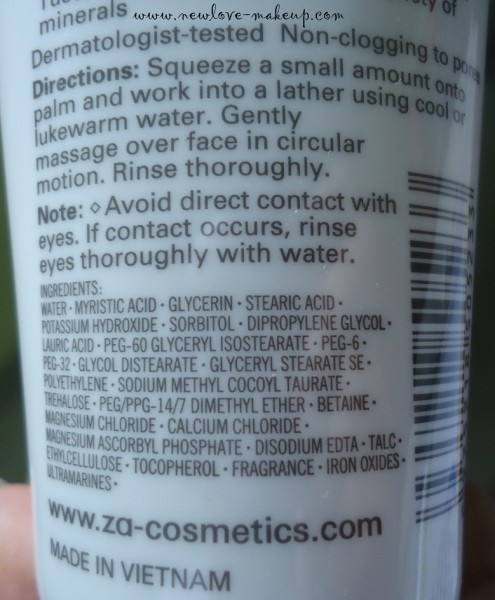 www.newlove-makeup.com
ety of
minerals
Dermatologist-tested Non-clogging to pores
Directions: Squeeze a small amount onto
palm and work into a lather using cool or
lukewarm water. Gently
massage over face in circular
motion. Rinse thoroughly.
Note: ◇Avoid direct contact with
eyes. If contact occurs, rinse
eyes thoroughly with water.
INGREDIENTS:
WATER・MYRISTIC ACID・GLYCERIN・STEARIC ACID・
POTASSIUM HYDROXIDE・SORBITOL・DIPROPYLENE GLYCOL・
LAURIC ACID・PEG-60 GLYCERYL ISOSTEARATE・PEG-6・
PEG-32・GLYCOL DISTEARATE・GLYCERYL STEARATE SE・
POLYETHYLENE・SODIUM METHYL COCOYL TAURATE・
TREHALOSE・PEG/PPG-14/7 DIMETHYL ETHER・BETAINE・
MAGNESIUM CHLORIDE・CALCIUM CHLORIDE・
MAGNESIUM ASCORBYL PHOSPHATE・DISODIUM EDTA・TALC・
ETHYLCELLULOSE・TOCOPHEROL・FRAGRANCE・IRON OXIDES・
ULTRAMARINES・
www.za-cosmetics.com
MADE IN VIETNAM